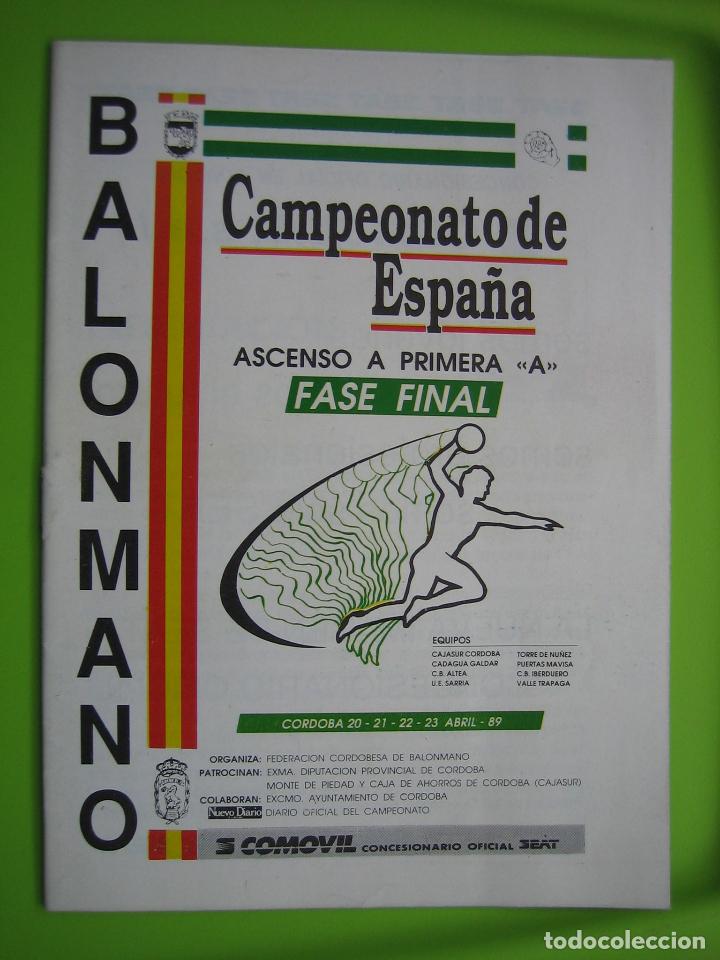 BALONMANO
Campeonato de
España
ASCENSO A PRIMERA «A»
FASE FINAL
EQUIPOS
CAJASUR CORDOBA TORRE DE NUÑEZ
CADAGUA GALDAR PUERTAS MAVISA
C.B. ALTEA C.B. IBERDUERO
U.E. SARRIA VALLE TRAPAGA
CORDOBA 20 - 21 - 22 - 23 ABRIL - 89
ORGANIZA: FEDERACION CORDOBESA DE BALONMANO
PATROCINAN: EXMA. DIPUTACION PROVINCIAL DE CORDOBA
MONTE DE PIEDAD Y CAJA DE AHORROS DE CORDOBA (CAJASUR)
COLABORAN: EXCMO. AYUNTAMIENTO DE CORDOBA
Nuevo Diario DIARIO OFICIAL DEL CAMPEONATO
COMOVIL CONCESIONARIO OFICIAL SEAT
todocoleccion
todocoleccion.net